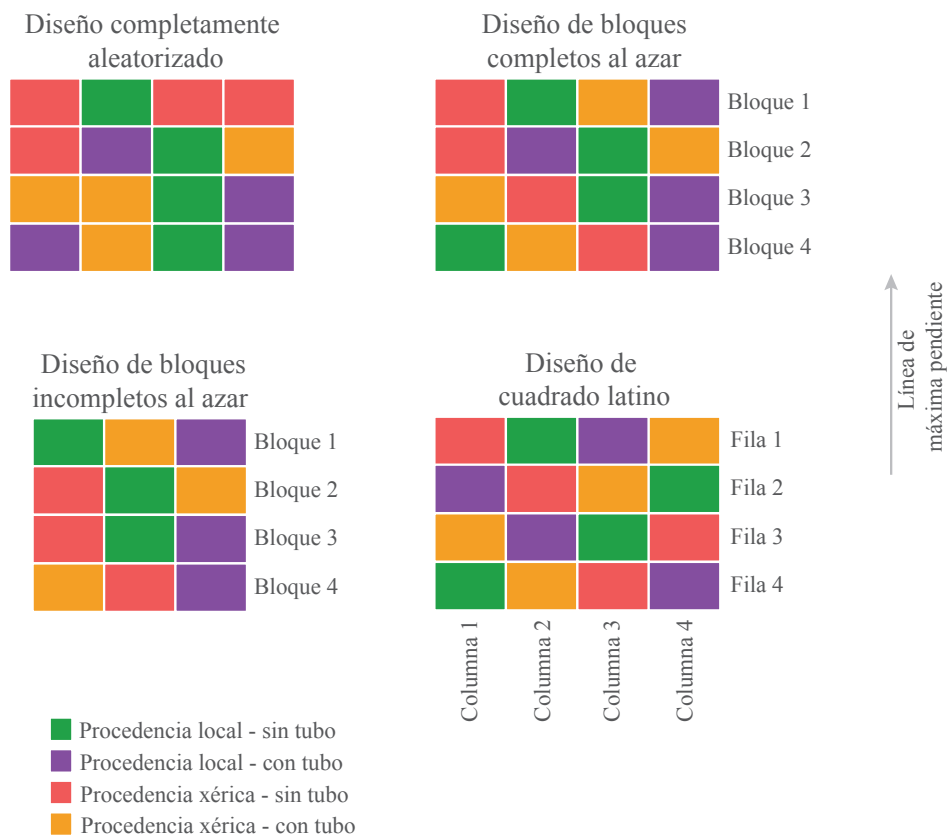 Diseño completamente
aleatorizado
Diseño de bloques
completos al azar
Bloque 1
Bloque 2
Bloque 3
Bloque 4
Línea de
máxima pendiente
Diseño de bloques
incompletos al azar
Bloque 1
Bloque 2
Bloque 3
Bloque 4
Diseño de
cuadrado latino
Fila 1
Fila 2
Fila 3
Fila 4
Columna 1
Columna 2
Columna 3
Columna 4
Procedencia local - sin tubo
Procedencia local - con tubo
Procedencia xérica - sin tubo
Procedencia xérica - con tubo